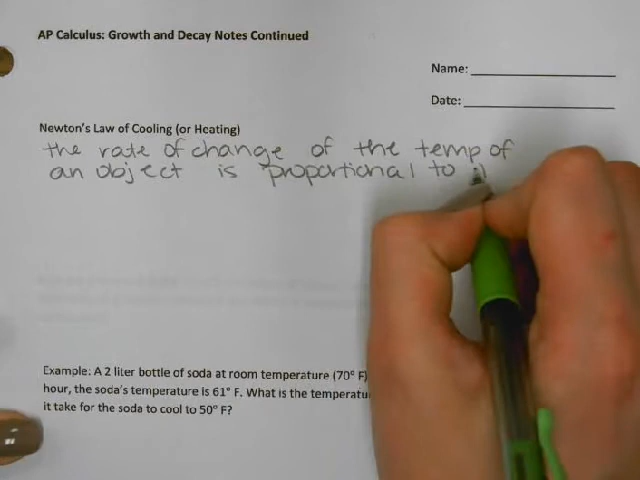 AP Calculus: Growth and Decay Notes Continued
Name:
Date:
Newton's Law of Cooling (or Heating)
the rate of change of the temp of
an object is proportional to
Example: A 2 liter bottle of soda at room temperature (70° F)
hour, the soda's temperature is 61° F. What is the
it take for the soda to cool to 50° F?